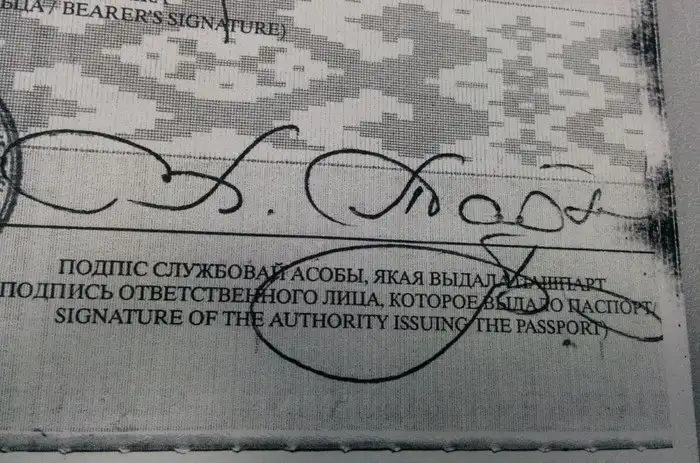 ЬЦА / BEARER'S SIGNATURE)
ПОДПІС СЛУЖБОВАЙ АСОБЫ, ЯКАЯ ВЫДАЛА ПАШПАРТ
ПОДПИСЬ ОТВЕТСТВЕННОГО ЛИЦА, КОТОРОЕ ВЫДАЛО ПАСПОРТ/
SIGNATURE OF THE AUTHORITY ISSUING THE PASSPORT)